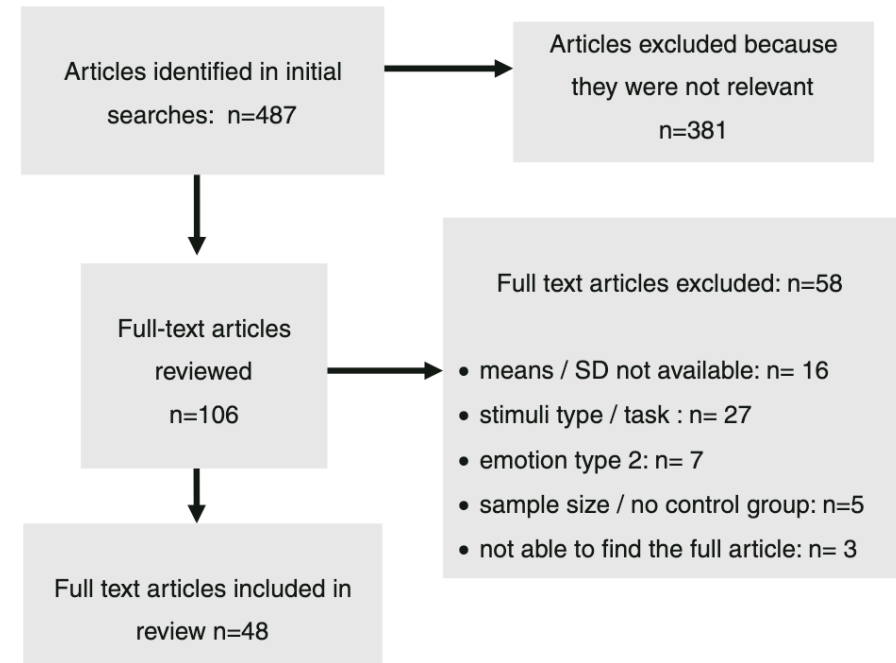 Articles identified in initial
searches: n=487
Articles excluded because
they were not relevant
n=381
Full-text articles
reviewed
n=106
Full text articles excluded: n=58
• means / SD not available: n= 16
• stimuli type / task : n= 27
• emotion type 2: n= 7
• sample size / no control group: n=5
• not able to find the full article: n= 3
Full text articles included in
review n=48